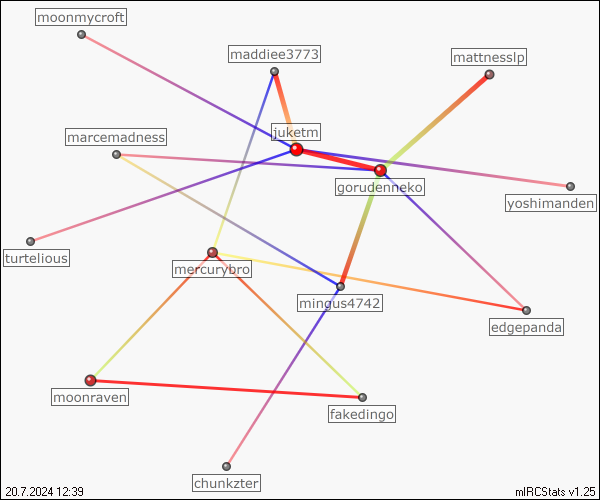 moonmycroft
maddiee3773
mattnesslp
juketm
marcemadness
gorudenneko
yoshimanden
turtelious
mercurybro
mingus4742
edgepanda
moonraven
fakedingo
chunkzter
20.7.2024 12:39
mIRCStats v1.25